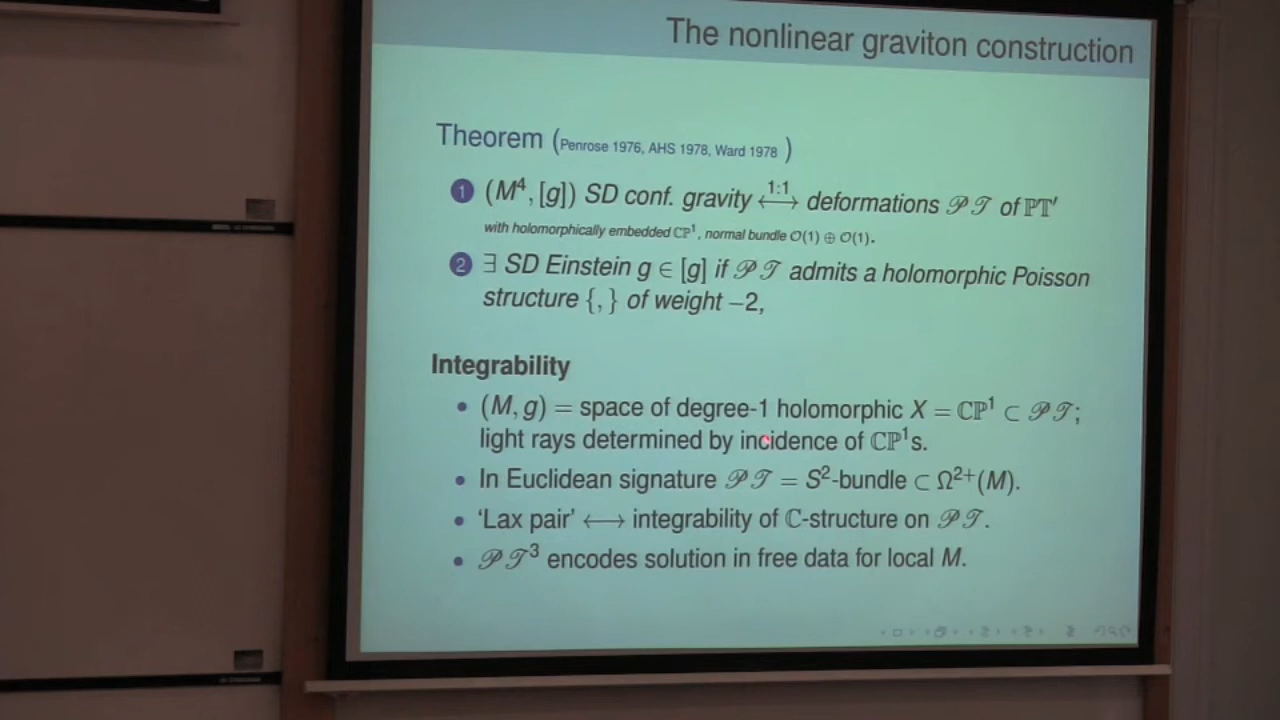 The nonlinear graviton construction
Theorem (Penrose 1976, AHS 1978, Ward 1978 )
1 (M⁴, [g]) SD conf. gravity ⟷ 1:1 deformations 𝒫𝒯 of ℙ𝕋′
with holomorphically embedded ℂℙ¹, normal bundle O(1) ⊕ O(1).
2 ∃ SD Einstein g ∈ [g] if 𝒫𝒯 admits a holomorphic Poisson
structure {, } of weight −2,
Integrability
• (M, g) = space of degree-1 holomorphic X = ℂℙ¹ ⊂ 𝒫𝒯;
light rays determined by incidence of ℂℙ¹s.
• In Euclidean signature 𝒫𝒯 = S²-bundle ⊂ Ω²⁺(M).
• ‘Lax pair’ ⟷ integrability of ℂ-structure on 𝒫𝒯.
• 𝒫𝒯³ encodes solution in free data for local M.